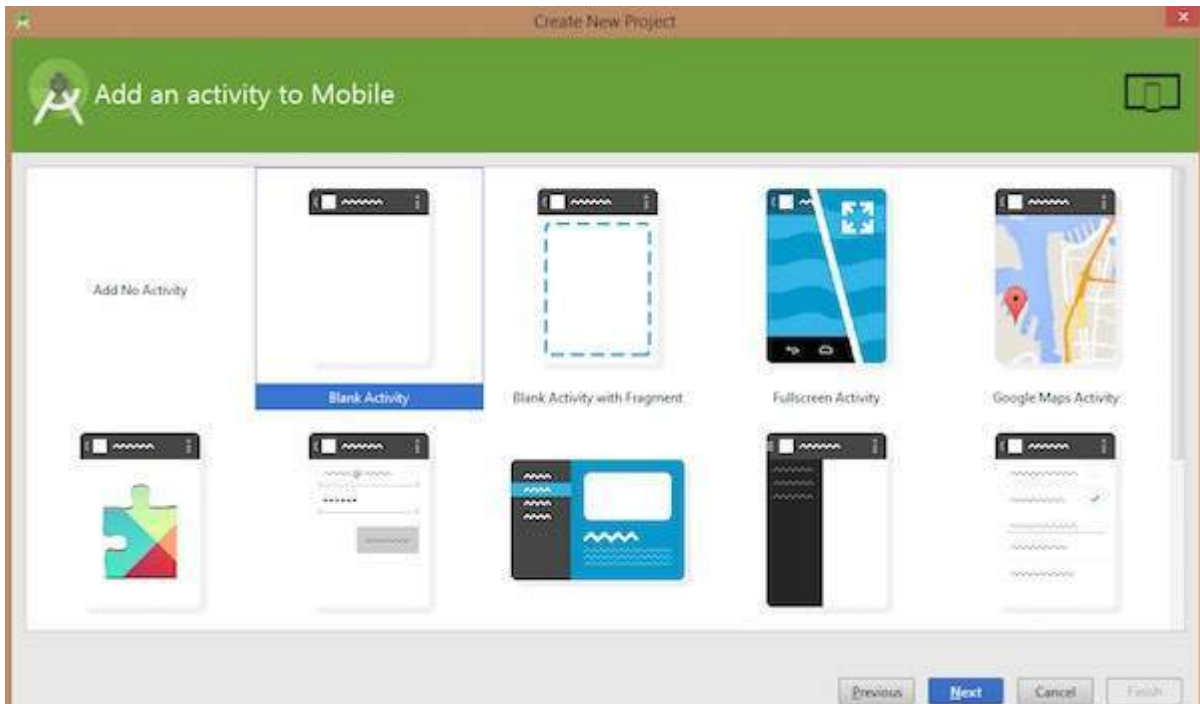 Create New Project
Add an activity to Mobile
Add No Activity
Blank Activity
Blank Activity with Fragment
Fullscreen Activity
Google Maps Activity
Previous
Next
Cancel
Finish